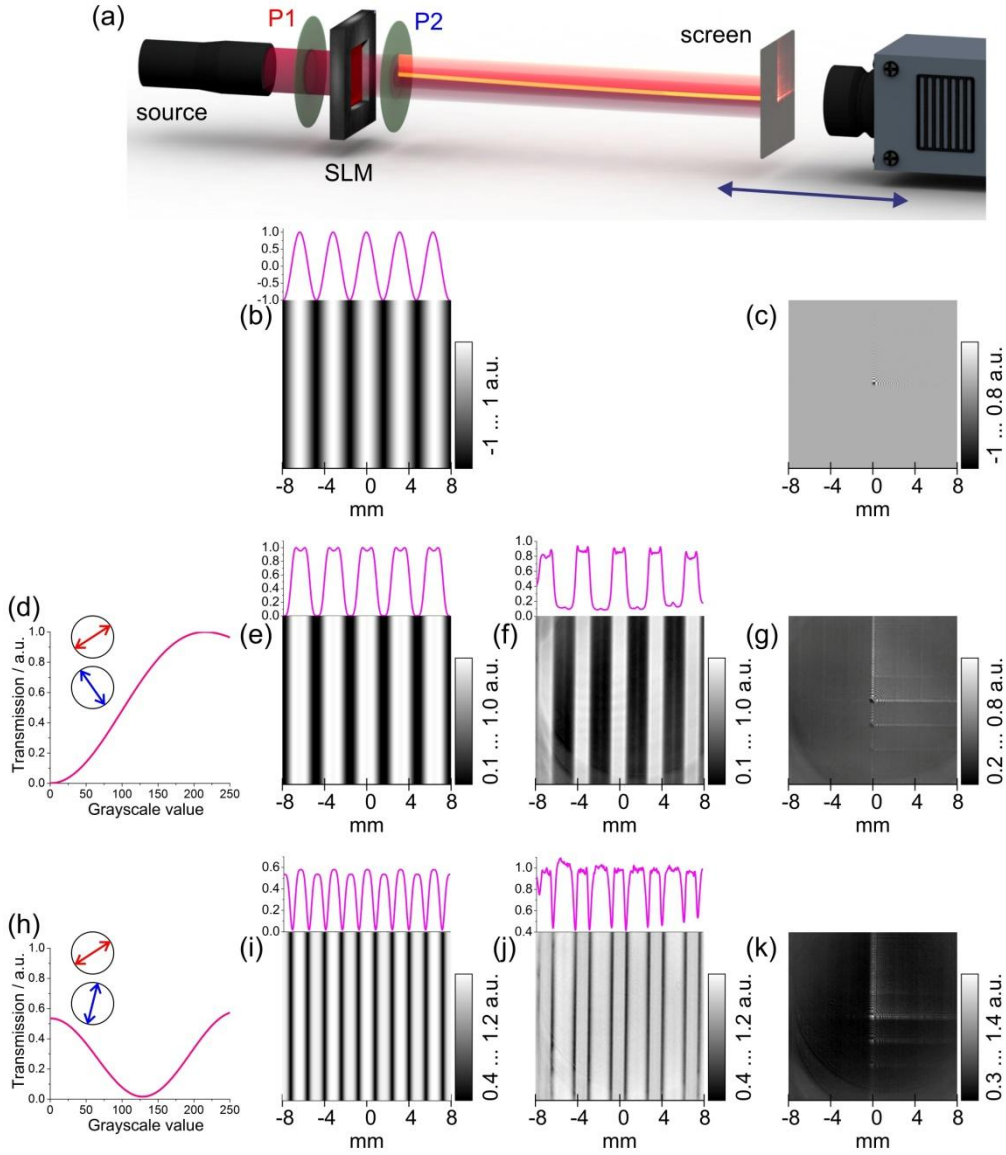 (a)
P1
P2
screen
source
SLM
1.0
0.5
0.0
-0.5
-1.0
(b)
-1 ... 1 a.u.
-8 -4 0 4 8
mm
(c)
-1 ... 0.8 a.u.
-8 -4 0 4 8
mm
(d)
Transmission / a.u.
1.0
0.8
0.6
0.4
0.2
0.0
0 50 100 150 200 250
Grayscale value
1.0
0.8
0.6
0.4
0.2
0.0
(e)
0.1 ... 1.0 a.u.
-8 -4 0 4 8
mm
1.0
0.8
0.6
0.4
0.2
0.0
(f)
0.1 ... 1.0 a.u.
-8 -4 0 4 8
mm
(g)
0.2 ... 0.8 a.u.
-8 -4 0 4 8
mm
(h)
Transmission / a.u.
1.0
0.8
0.6
0.4
0.2
0.0
0 50 100 150 200 250
Grayscale value
0.6
0.4
0.2
0.0
(i)
0.4 ... 1.2 a.u.
-8 -4 0 4 8
mm
1.0
0.8
0.6
0.4
(j)
0.4 ... 1.2 a.u.
-8 -4 0 4 8
mm
(k)
0.3 ... 1.4 a.u.
-8 -4 0 4 8
mm